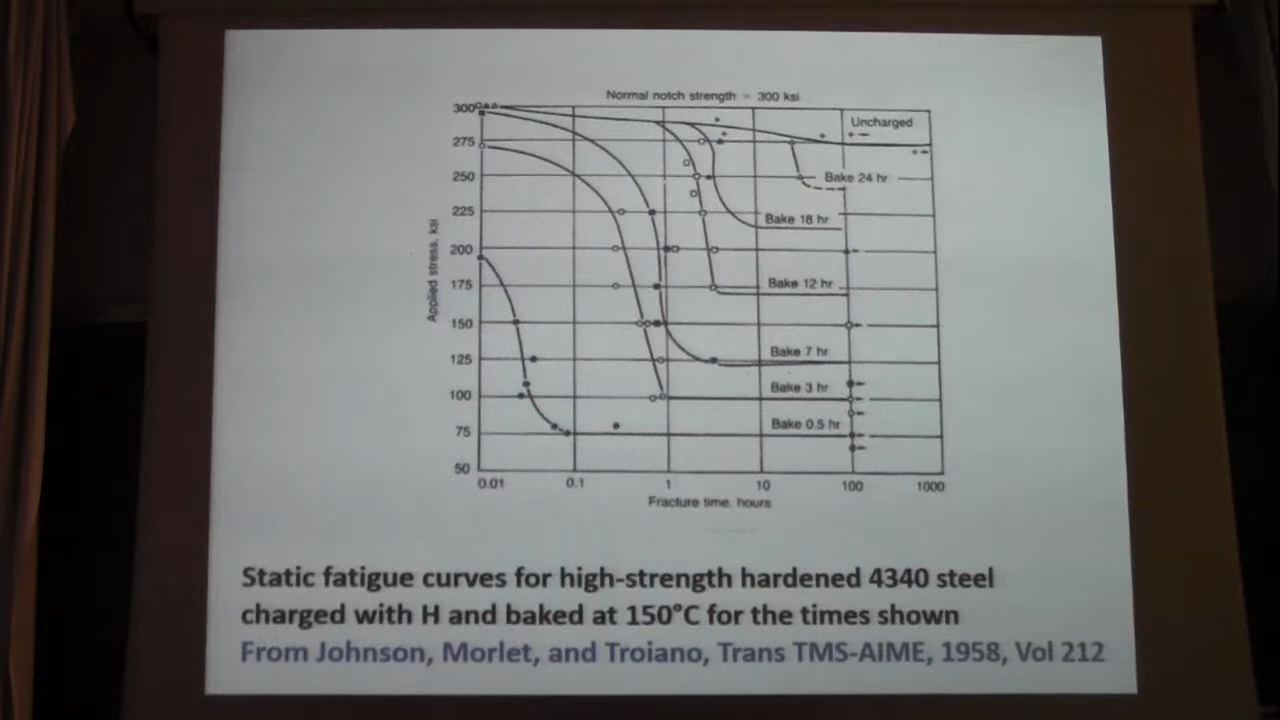 Normal notch strength = 300 ksi
300
275
250
225
200
175
150
125
100
75
50
Applied stress, ksi
Uncharged
Bake 24 hr
Bake 18 hr
Bake 12 hr
Bake 7 hr
Bake 3 hr
Bake 0.5 hr
0.01 0.1 1 10 100 1000
Fracture time, hours
Static fatigue curves for high-strength hardened 4340 steel
charged with H and baked at 150°C for the times shown
From Johnson, Morlet, and Troiano, Trans TMS-AIME, 1958, Vol 212